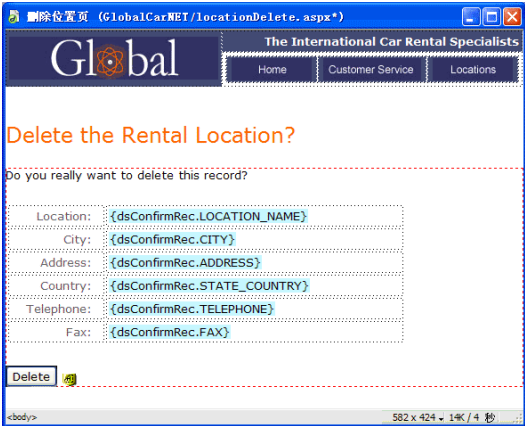 删除位置页 (GlobalCarNET/locationDelete.aspx*)
Global
The International Car Rental Specialists
Home Customer Service Locations
Delete the Rental Location?
Do you really want to delete this record?
Location: {dsConfirmRec.LOCATION_NAME}
City: {dsConfirmRec.CITY}
Address: {dsConfirmRec.ADDRESS}
Country: {dsConfirmRec.STATE_COUNTRY}
Telephone: {dsConfirmRec.TELEPHONE}
Fax: {dsConfirmRec.FAX}
Delete
<body> 582 x 424 14K / 4 秒